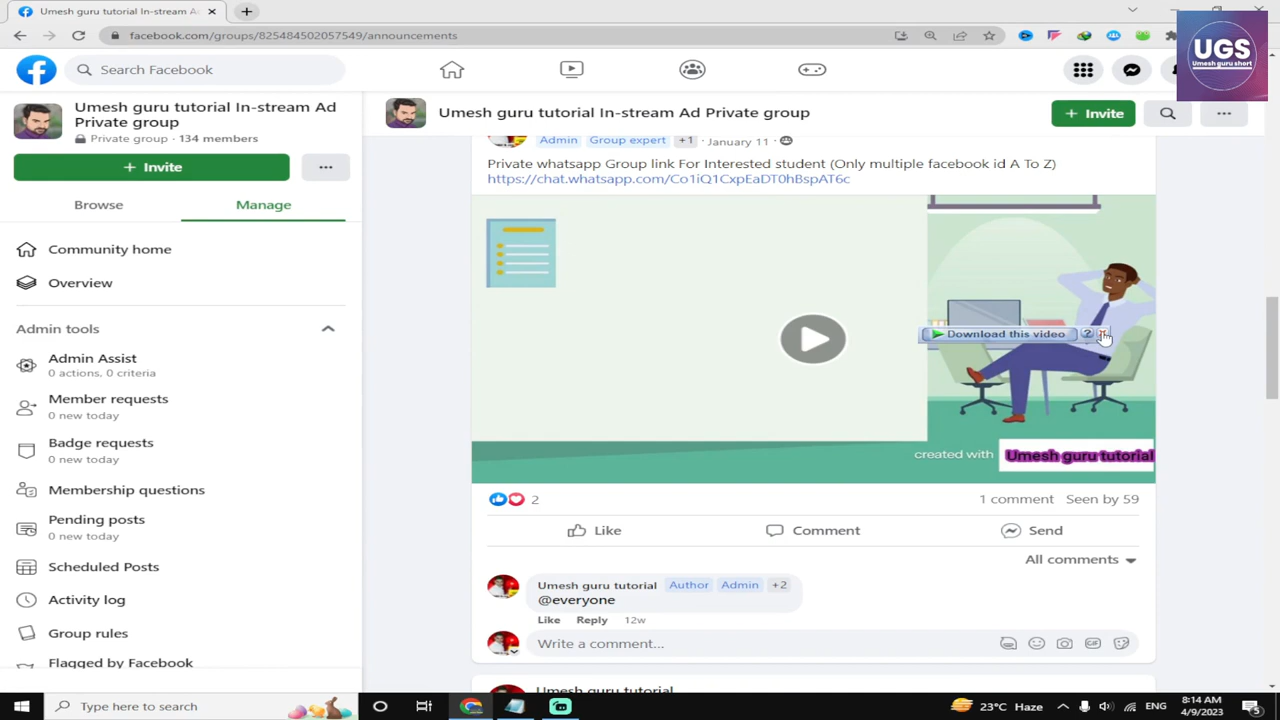 Umesh guru tutorial In-stream A
facebook.com/groups/825484502057549/announcements
UGS
Umesh guru short
Search Facebook
Umesh guru tutorial In-stream Ad
Private group
Private group · 134 members
+ Invite
Browse
Manage
Community home
Overview
Admin tools
Admin Assist
0 actions, 0 criteria
Member requests
0 new today
Badge requests
0 new today
Membership questions
Pending posts
0 new today
Scheduled Posts
Activity log
Group rules
Flagged by Facebook
Umesh guru tutorial In-stream Ad Private group
+ Invite
Admin Group expert +1 · January 11 ·
Private whatsapp Group link For Interested student (Only multiple facebook id A To Z)
https://chat.whatsapp.com/Co1iQ1CxpEaDT0hBspAT6c
Download this video ?
created with Umesh guru tutorial
2
1 comment Seen by 59
Like Comment Send
All comments
Umesh guru tutorial Author Admin +2
@everyone
Like Reply 12w
Write a comment...
GIF
Umesh guru tutorial
Type here to search
23°C Haze
ENG
8:14 AM
4/9/2023
5